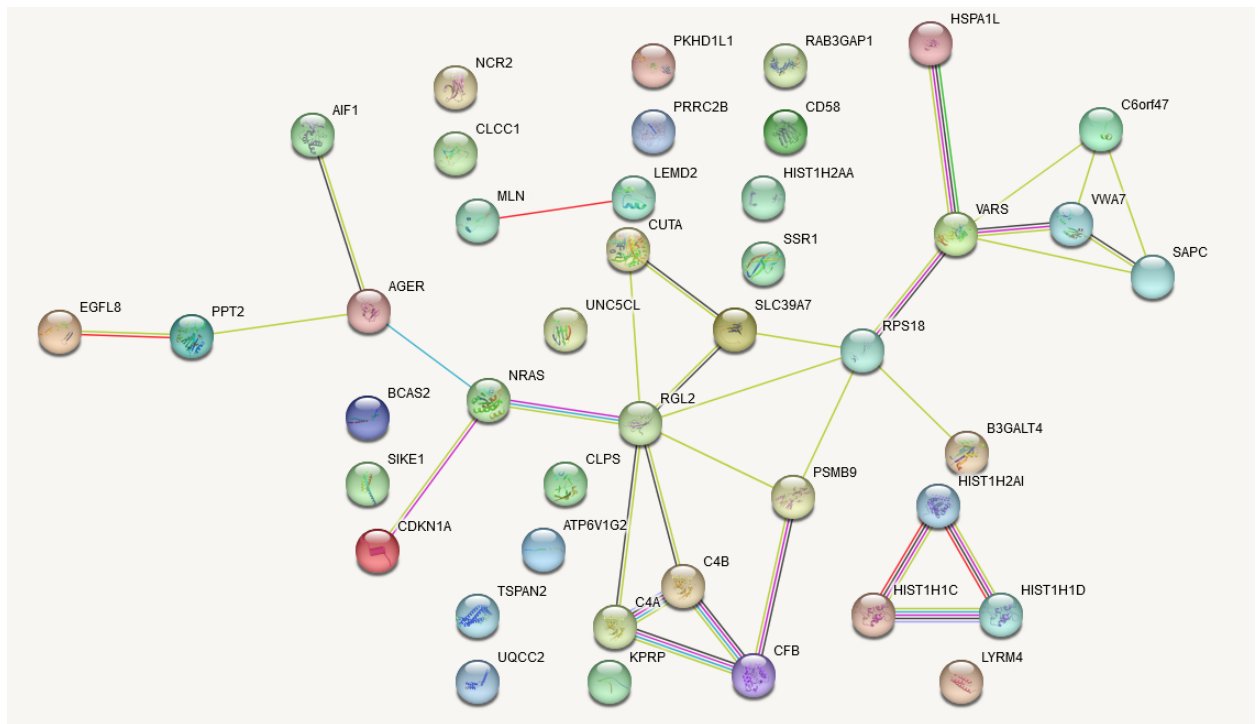 HSPA1L
PKHD1L1
RAB3GAP1
NCR2
AIF1
C6orf47
PRRC2B
CD58
CLCC1
LEMD2
HIST1H2AA
MLN
VWA7
VARS
CUTA
SSR1
SAPC
AGER
EGFL8
PPT2
UNC5CL
SLC39A7
RPS18
NRAS
BCAS2
RGL2
B3GALT4
CLPS
SIKE1
PSMB9
HIST1H2AI
CDKN1A
ATP6V1G2
C4B
TSPAN2
C4A
HIST1H1C
HIST1H1D
UQCC2
KPRP
CFB
LYRM4